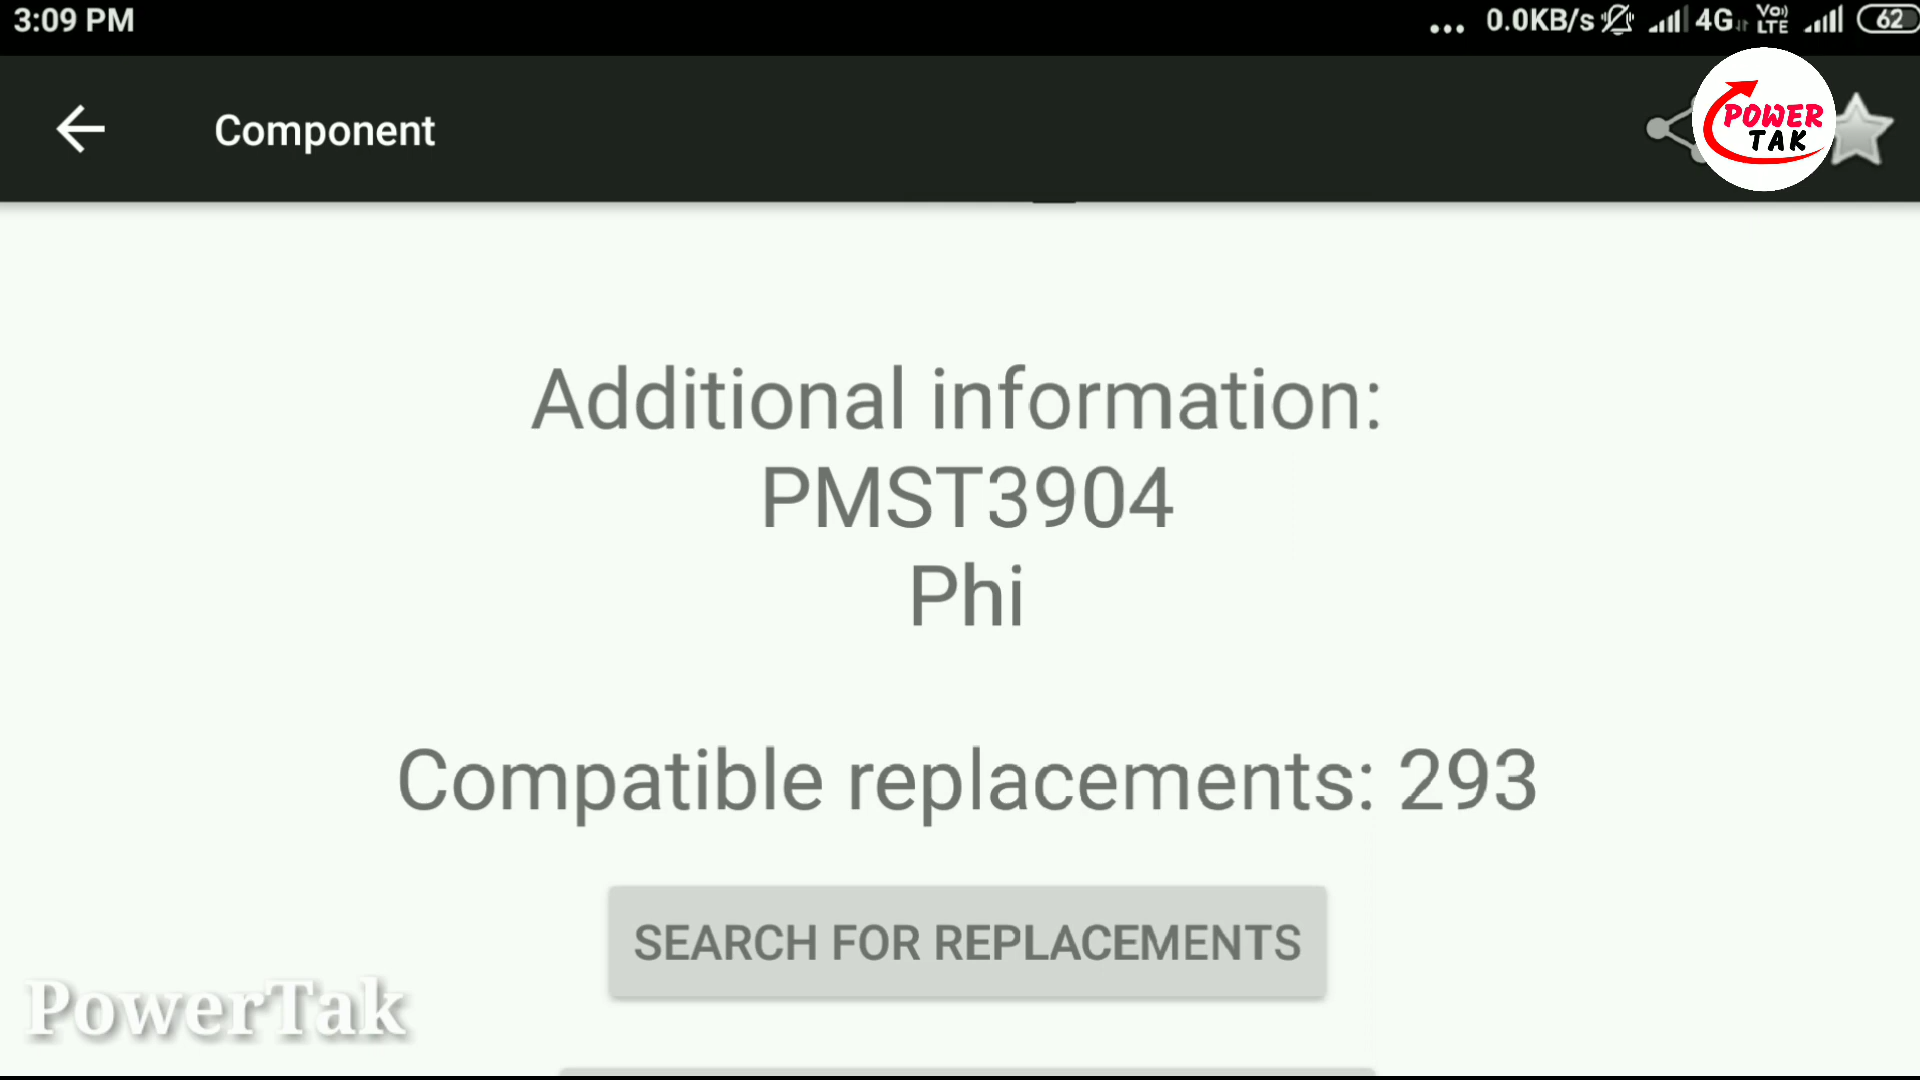 3:09 PM
... 0.0KB/s 4G Vo) LTE 62
Component
POWER
TAK
Additional information:
PMST3904
Phi
Compatible replacements: 293
SEARCH FOR REPLACEMENTS
PowerTak